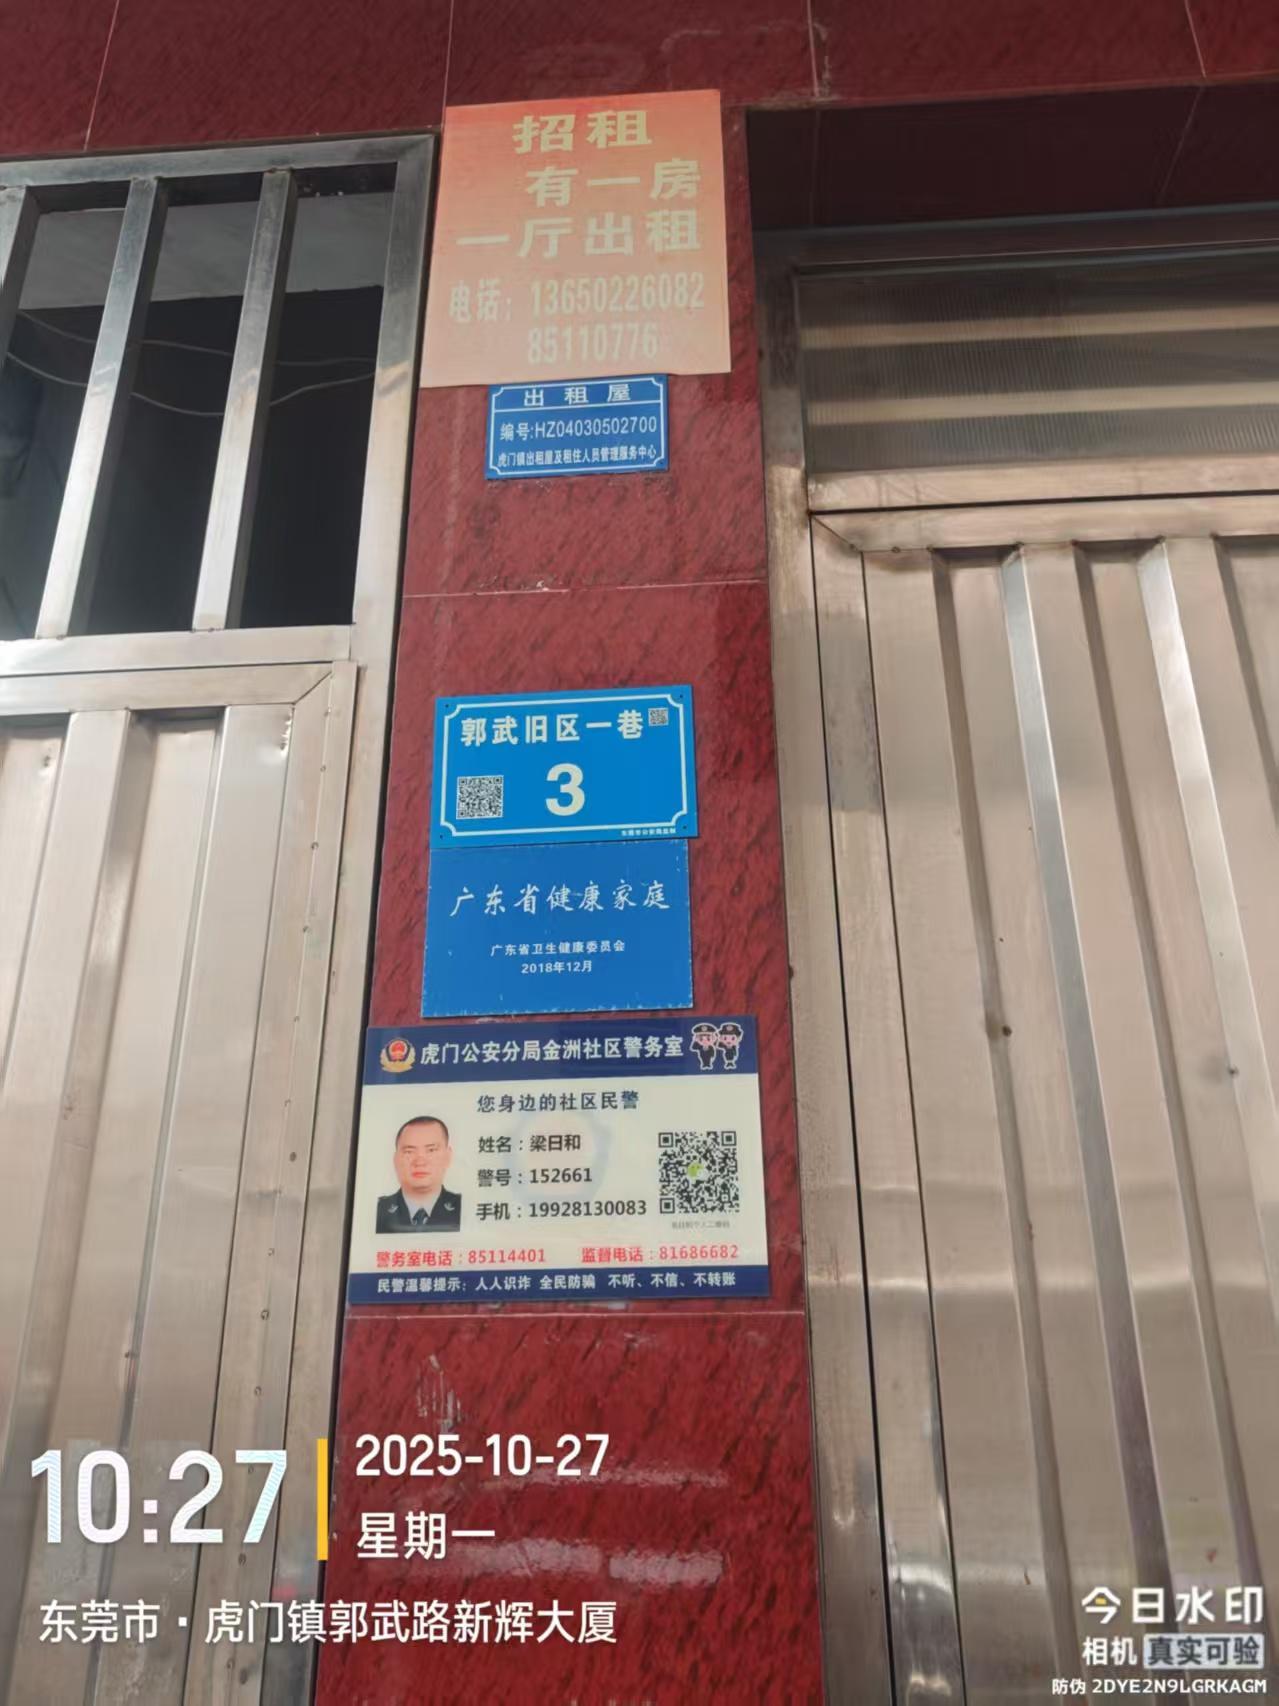 招租
有一房
一厅出租
电话：13650226082
85110776
出租屋
编号:HZ04030502700
虎门镇出租屋及租住人员管理服务中心
郭武旧区一巷
3
东莞市公安局监制
广东省健康家庭
广东省卫生健康委员会
2018年12月
虎门公安分局金洲社区警务室
您身边的社区民警
姓名：梁日和
警号：152661
手机：19928130083
警务室电话：85114401 监督电话：81686682
民警温馨提示：人人识诈 全民防骗 不听、不信、不转账
10:27
2025-10-27
星期一
东莞市·虎门镇郭武路新辉大厦
今日水印
相机 真实可验
防伪 2DYE2N9LGRKAGM